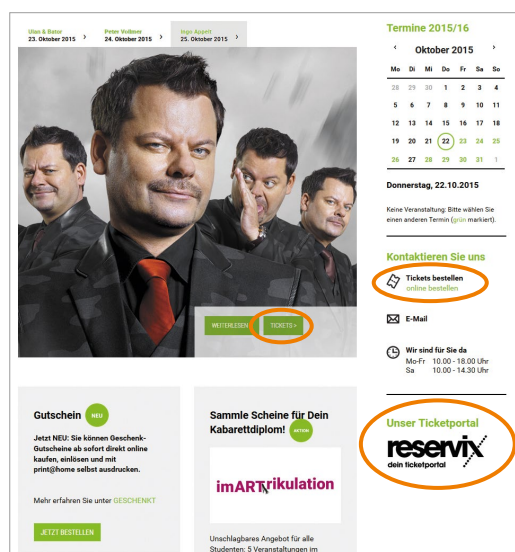 Ulan & Bator
23. Oktober 2015
Peter Vollmer
24. Oktober 2015
Ingo Appelt
25. Oktober 2015
WEITERLESEN
TICKETS >
Gutschein NEU
Jetzt NEU: Sie können Geschenk-
Gutscheine ab sofort direkt online
kaufen, einlösen und mit
print@home selbst ausdrucken.
Mehr erfahren Sie unter GESCHENKT
JETZT BESTELLEN
Sammle Scheine für Dein
Kabarettdiplom! AKTION
imARTrikulation
Unschlagbares Angebot für alle
Studenten: 5 Veranstaltungen im
Termine 2015/16
‹ Oktober 2015 ›
Mo Di Mi Do Fr Sa So
28 29 30 1 2 3 4
5 6 7 8 9 10 11
12 13 14 15 16 17 18
19 20 21 22 23 24 25
26 27 28 29 30 31 1
Donnerstag, 22.10.2015
Keine Veranstaltung: Bitte wählen Sie
einen anderen Termin (grün markiert).
Kontaktieren Sie uns
Tickets bestellen
online bestellen
E-Mail
Wir sind für Sie da
Mo-Fr 10.00 - 18.00 Uhr
Sa 10.00 - 14.30 Uhr
Unser Ticketportal
reservix
dein ticketportal